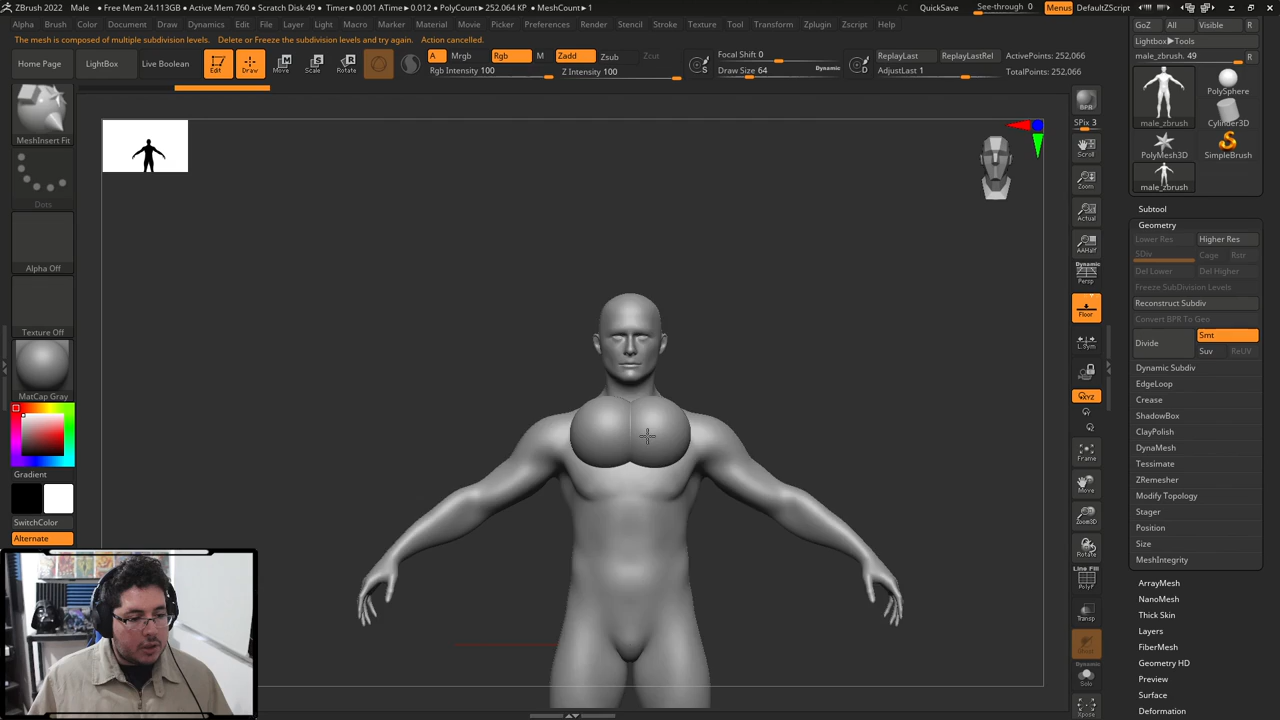 ZBrush 2022 Male • Free Mem 24.113GB • Active Mem 760 • Scratch Disk 49 • Timer▸0.001 ATime▸0.012 • PolyCount▸252.064 KP • MeshCount▸1
AC QuickSave See-through 0 Menus DefaultZScript
Alpha Brush Color Document Draw Dynamics Edit File Layer Light Macro Marker Material Movie Picker Preferences Render Stencil Stroke Texture Tool Transform Zplugin Zscript Help
The mesh is composed of multiple subdivision levels. Delete or Freeze the subdivision levels and try again. Action cancelled.
Home Page
LightBox
Live Boolean
Edit
Draw
Move
Scale
Rotate
A Mrgb Rgb M Zadd Zsub Zcut
Rgb Intensity 100 Z Intensity 100
Focal Shift 0
Draw Size 64 Dynamic
S
D
ReplayLast ReplayLastRel
AdjustLast 1
ActivePoints: 252,066
TotalPoints: 252,066
MeshInsert Fit
Dots
Alpha Off
Texture Off
MatCap Gray
Gradient
SwitchColor
Alternate
BPR
SPix 3
Scroll
Zoom
Actual
AAHalf
Dynamic
Persp
Floor
L.Sym
XYZ
Frame
Move
Zoom3D
Rotate
Line Fill
PolyF
Transp
Dynamic
Solo
Xpose
GoZ All Visible R
Lightbox▸Tools
male_zbrush. 49 R
male_zbrush
PolySphere
Cylinder3D
PolyMesh3D
SimpleBrush
male_zbrush
Subtool
Geometry
Lower Res Higher Res
SDiv Cage Rstr
Del Lower Del Higher
Freeze SubDivision Levels
Reconstruct Subdiv
Convert BPR To Geo
Divide
Smt
Suv ReUV
Dynamic Subdiv
EdgeLoop
Crease
ShadowBox
ClayPolish
DynaMesh
Tessimate
ZRemesher
Modify Topology
Stager
Position
Size
MeshIntegrity
ArrayMesh
NanoMesh
Thick Skin
Layers
FiberMesh
Geometry HD
Preview
Surface
Deformation